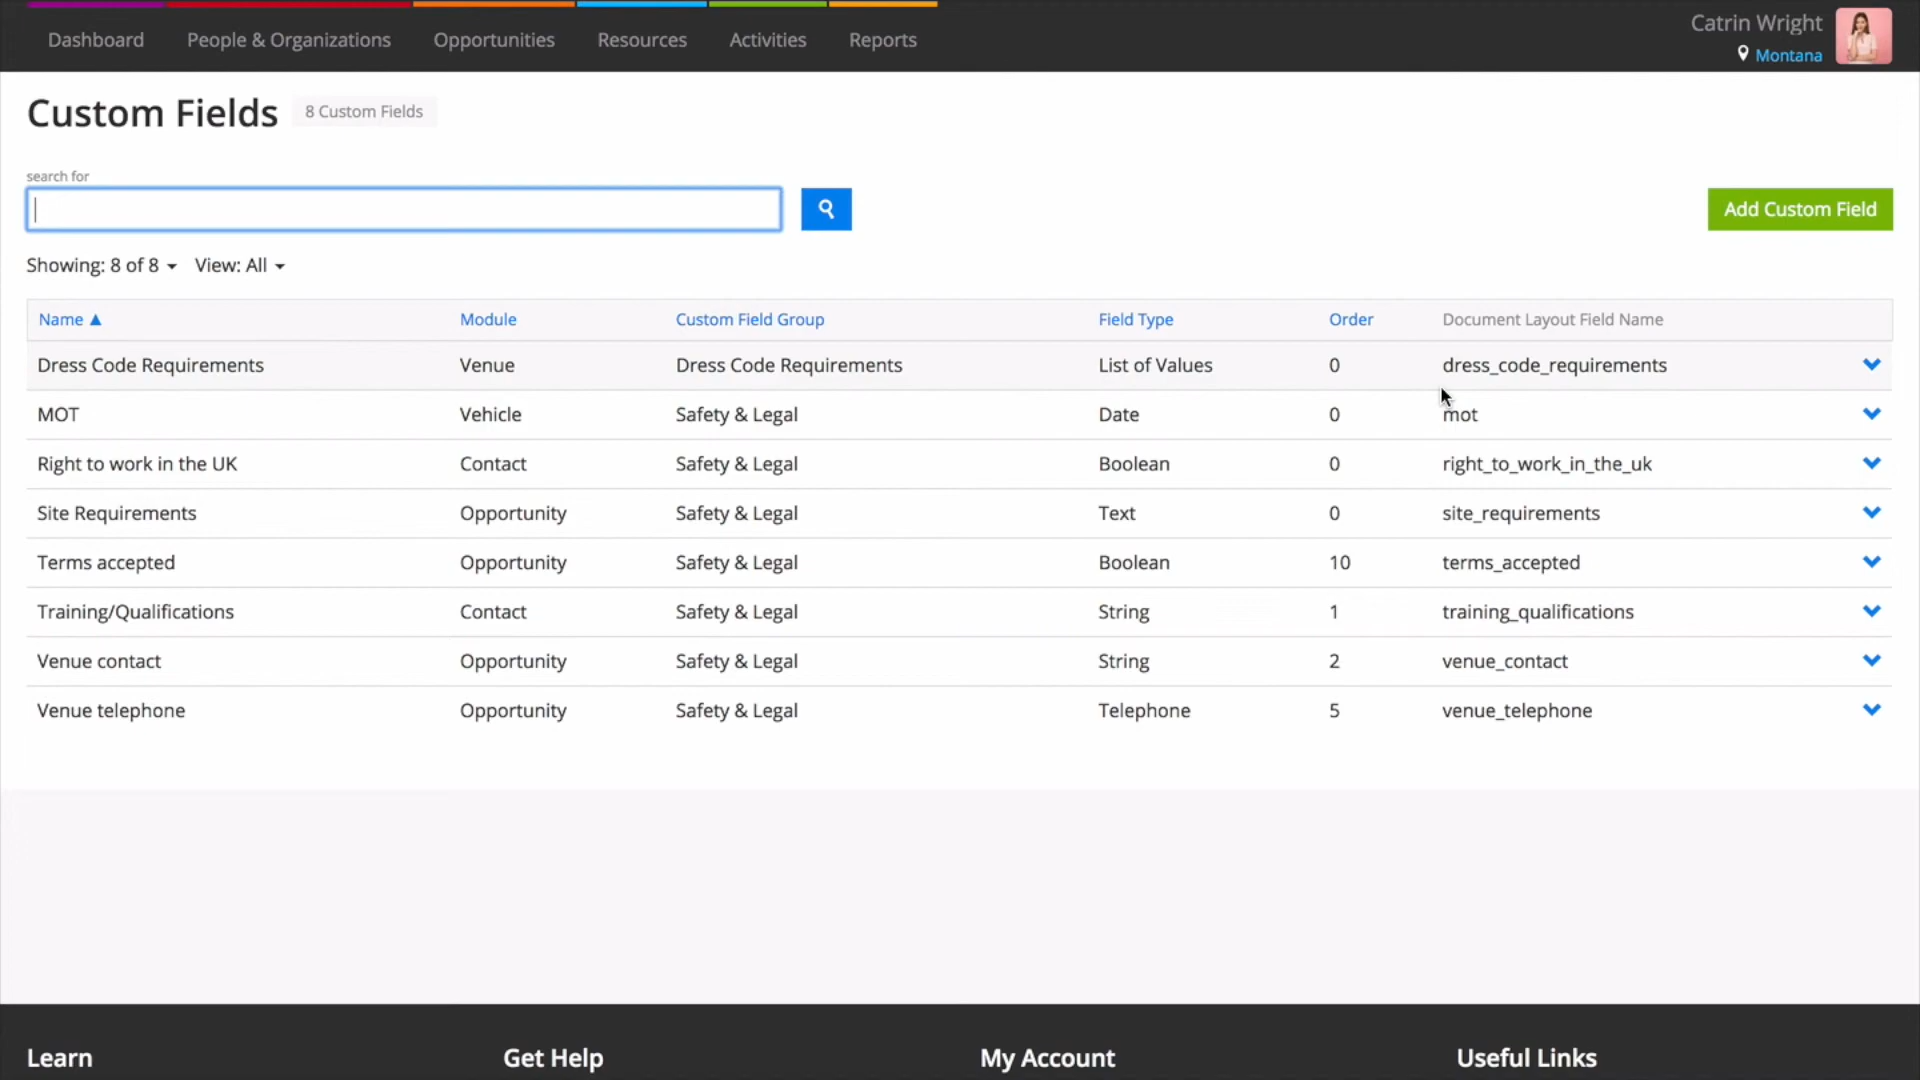 Dashboard People & Organizations Opportunities Resources Activities Reports
Catrin Wright
Montana
Custom Fields 8 Custom Fields
search for
Add Custom Field
Showing: 8 of 8 View: All
Name ▲ Module Custom Field Group Field Type Order Document Layout Field Name
Dress Code Requirements Venue Dress Code Requirements List of Values 0 dress_code_requirements
MOT Vehicle Safety & Legal Date 0 mot
Right to work in the UK Contact Safety & Legal Boolean 0 right_to_work_in_the_uk
Site Requirements Opportunity Safety & Legal Text 0 site_requirements
Terms accepted Opportunity Safety & Legal Boolean 10 terms_accepted
Training/Qualifications Contact Safety & Legal String 1 training_qualifications
Venue contact Opportunity Safety & Legal String 2 venue_contact
Venue telephone Opportunity Safety & Legal Telephone 5 venue_telephone
Learn Get Help My Account Useful Links